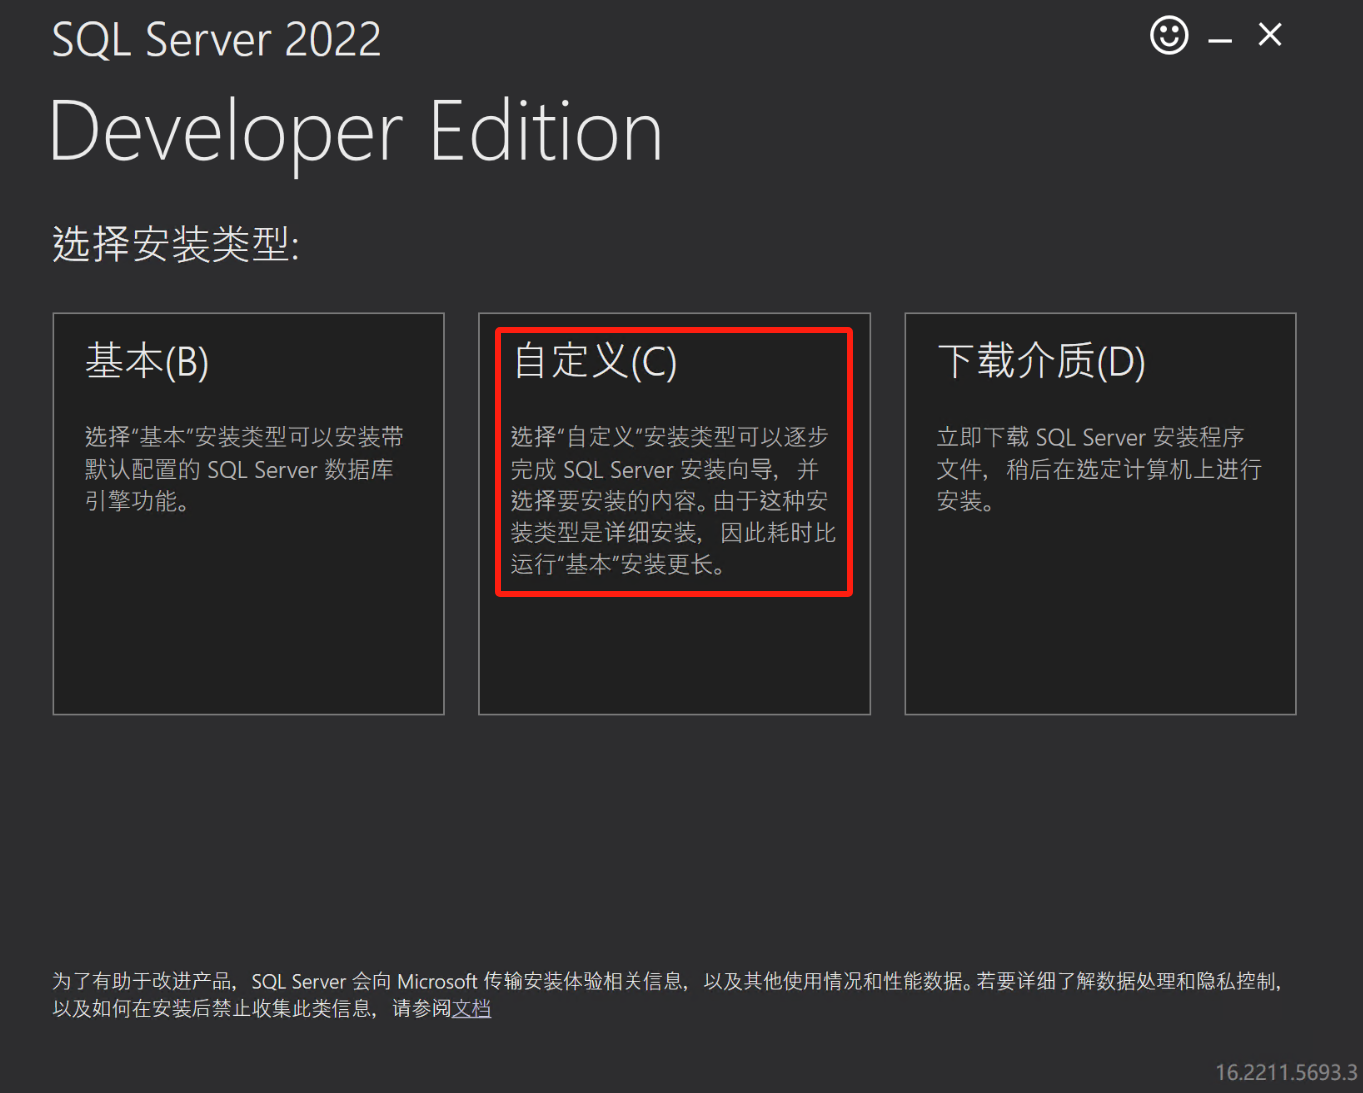 SQL Server 2022
Developer Edition
选择安装类型:
基本(B)
选择“基本”安装类型可以安装带
默认配置的 SQL Server 数据库
引擎功能。
自定义(C)
选择“自定义”安装类型可以逐步
完成 SQL Server 安装向导，并
选择要安装的内容。由于这种安
装类型是详细安装，因此耗时比
运行“基本”安装更长。
下载介质(D)
立即下载 SQL Server 安装程序
文件，稍后在选定计算机上进行
安装。
为了有助于改进产品，SQL Server 会向 Microsoft 传输安装体验相关信息，以及其他使用情况和性能数据。若要详细了解数据处理和隐私控制，
以及如何在安装后禁止收集此类信息，请参阅文档
16.2211.5693.3